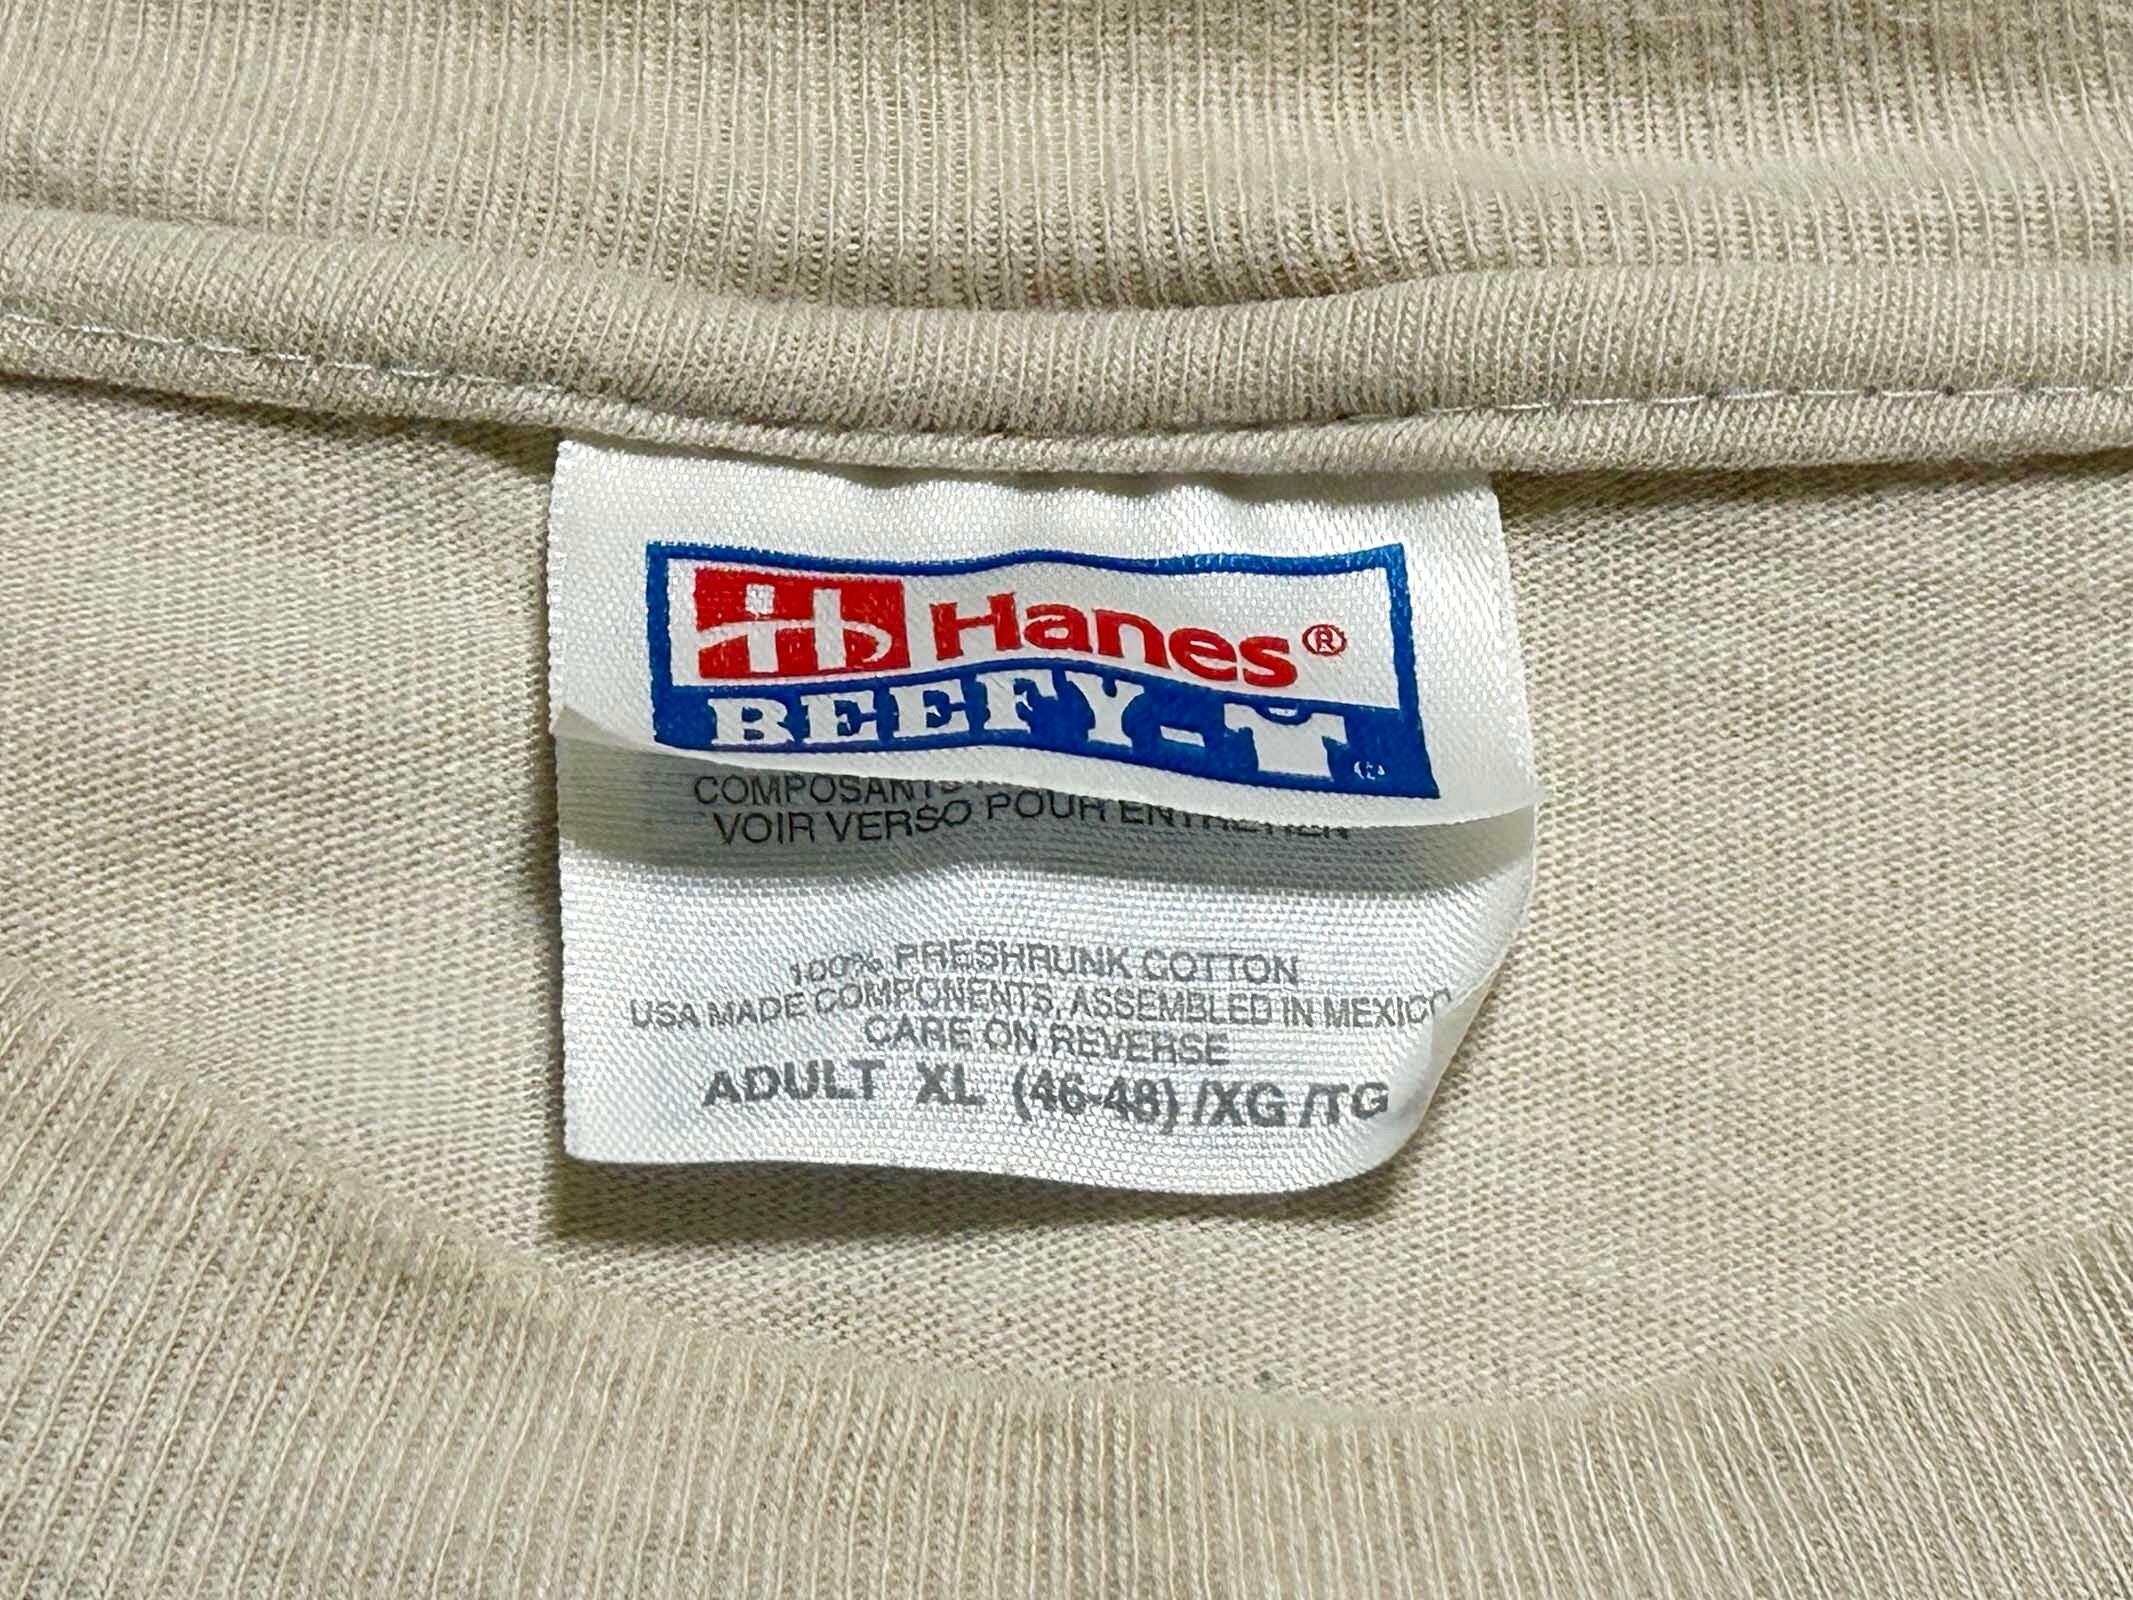 Hanes®
BEEFY-T
COMPOSANTS
VOIR VERSO POUR ENTRETIEN
100% PRESHRUNK COTTON
USA MADE COMPONENTS, ASSEMBLED IN MEXICO
CARE ON REVERSE
ADULT XL (46-48) /XG /TG